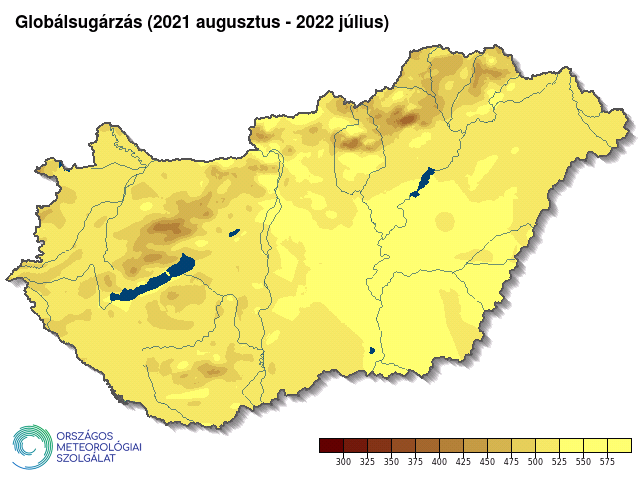 Globálsugárzás (2021 augusztus - 2022 július)
ORSZÁGOS
METEOROLÓGIAI
SZOLGÁLAT
300 325 350 375 400 425 450 475 500 525 550 575